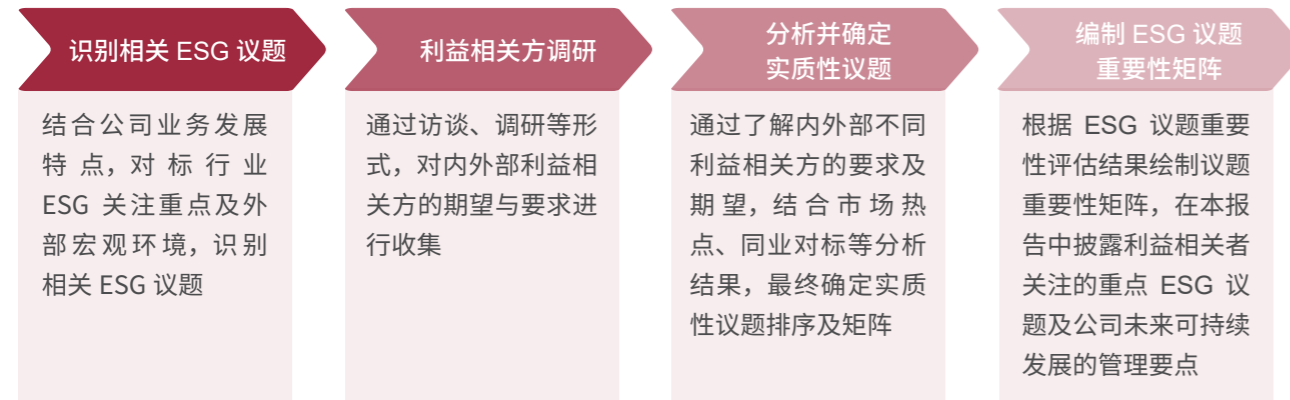 识别相关 ESG 议题
结合公司业务发展
特点，对标行业
ESG 关注重点及外
部宏观环境，识别
相关 ESG 议题
利益相关方调研
通过访谈、调研等形
式，对内外部利益相
关方的期望与要求进
行收集
分析并确定
实质性议题
通过了解内外部不同
利益相关方的要求及
期望，结合市场热
点、同业对标等分析
结果，最终确定实质
性议题排序及矩阵
编制 ESG 议题
重要性矩阵
根据 ESG 议题重要
性评估结果绘制议题
重要性矩阵，在本报
告中披露利益相关者
关注的重点 ESG 议
题及公司未来可持续
发展的管理要点